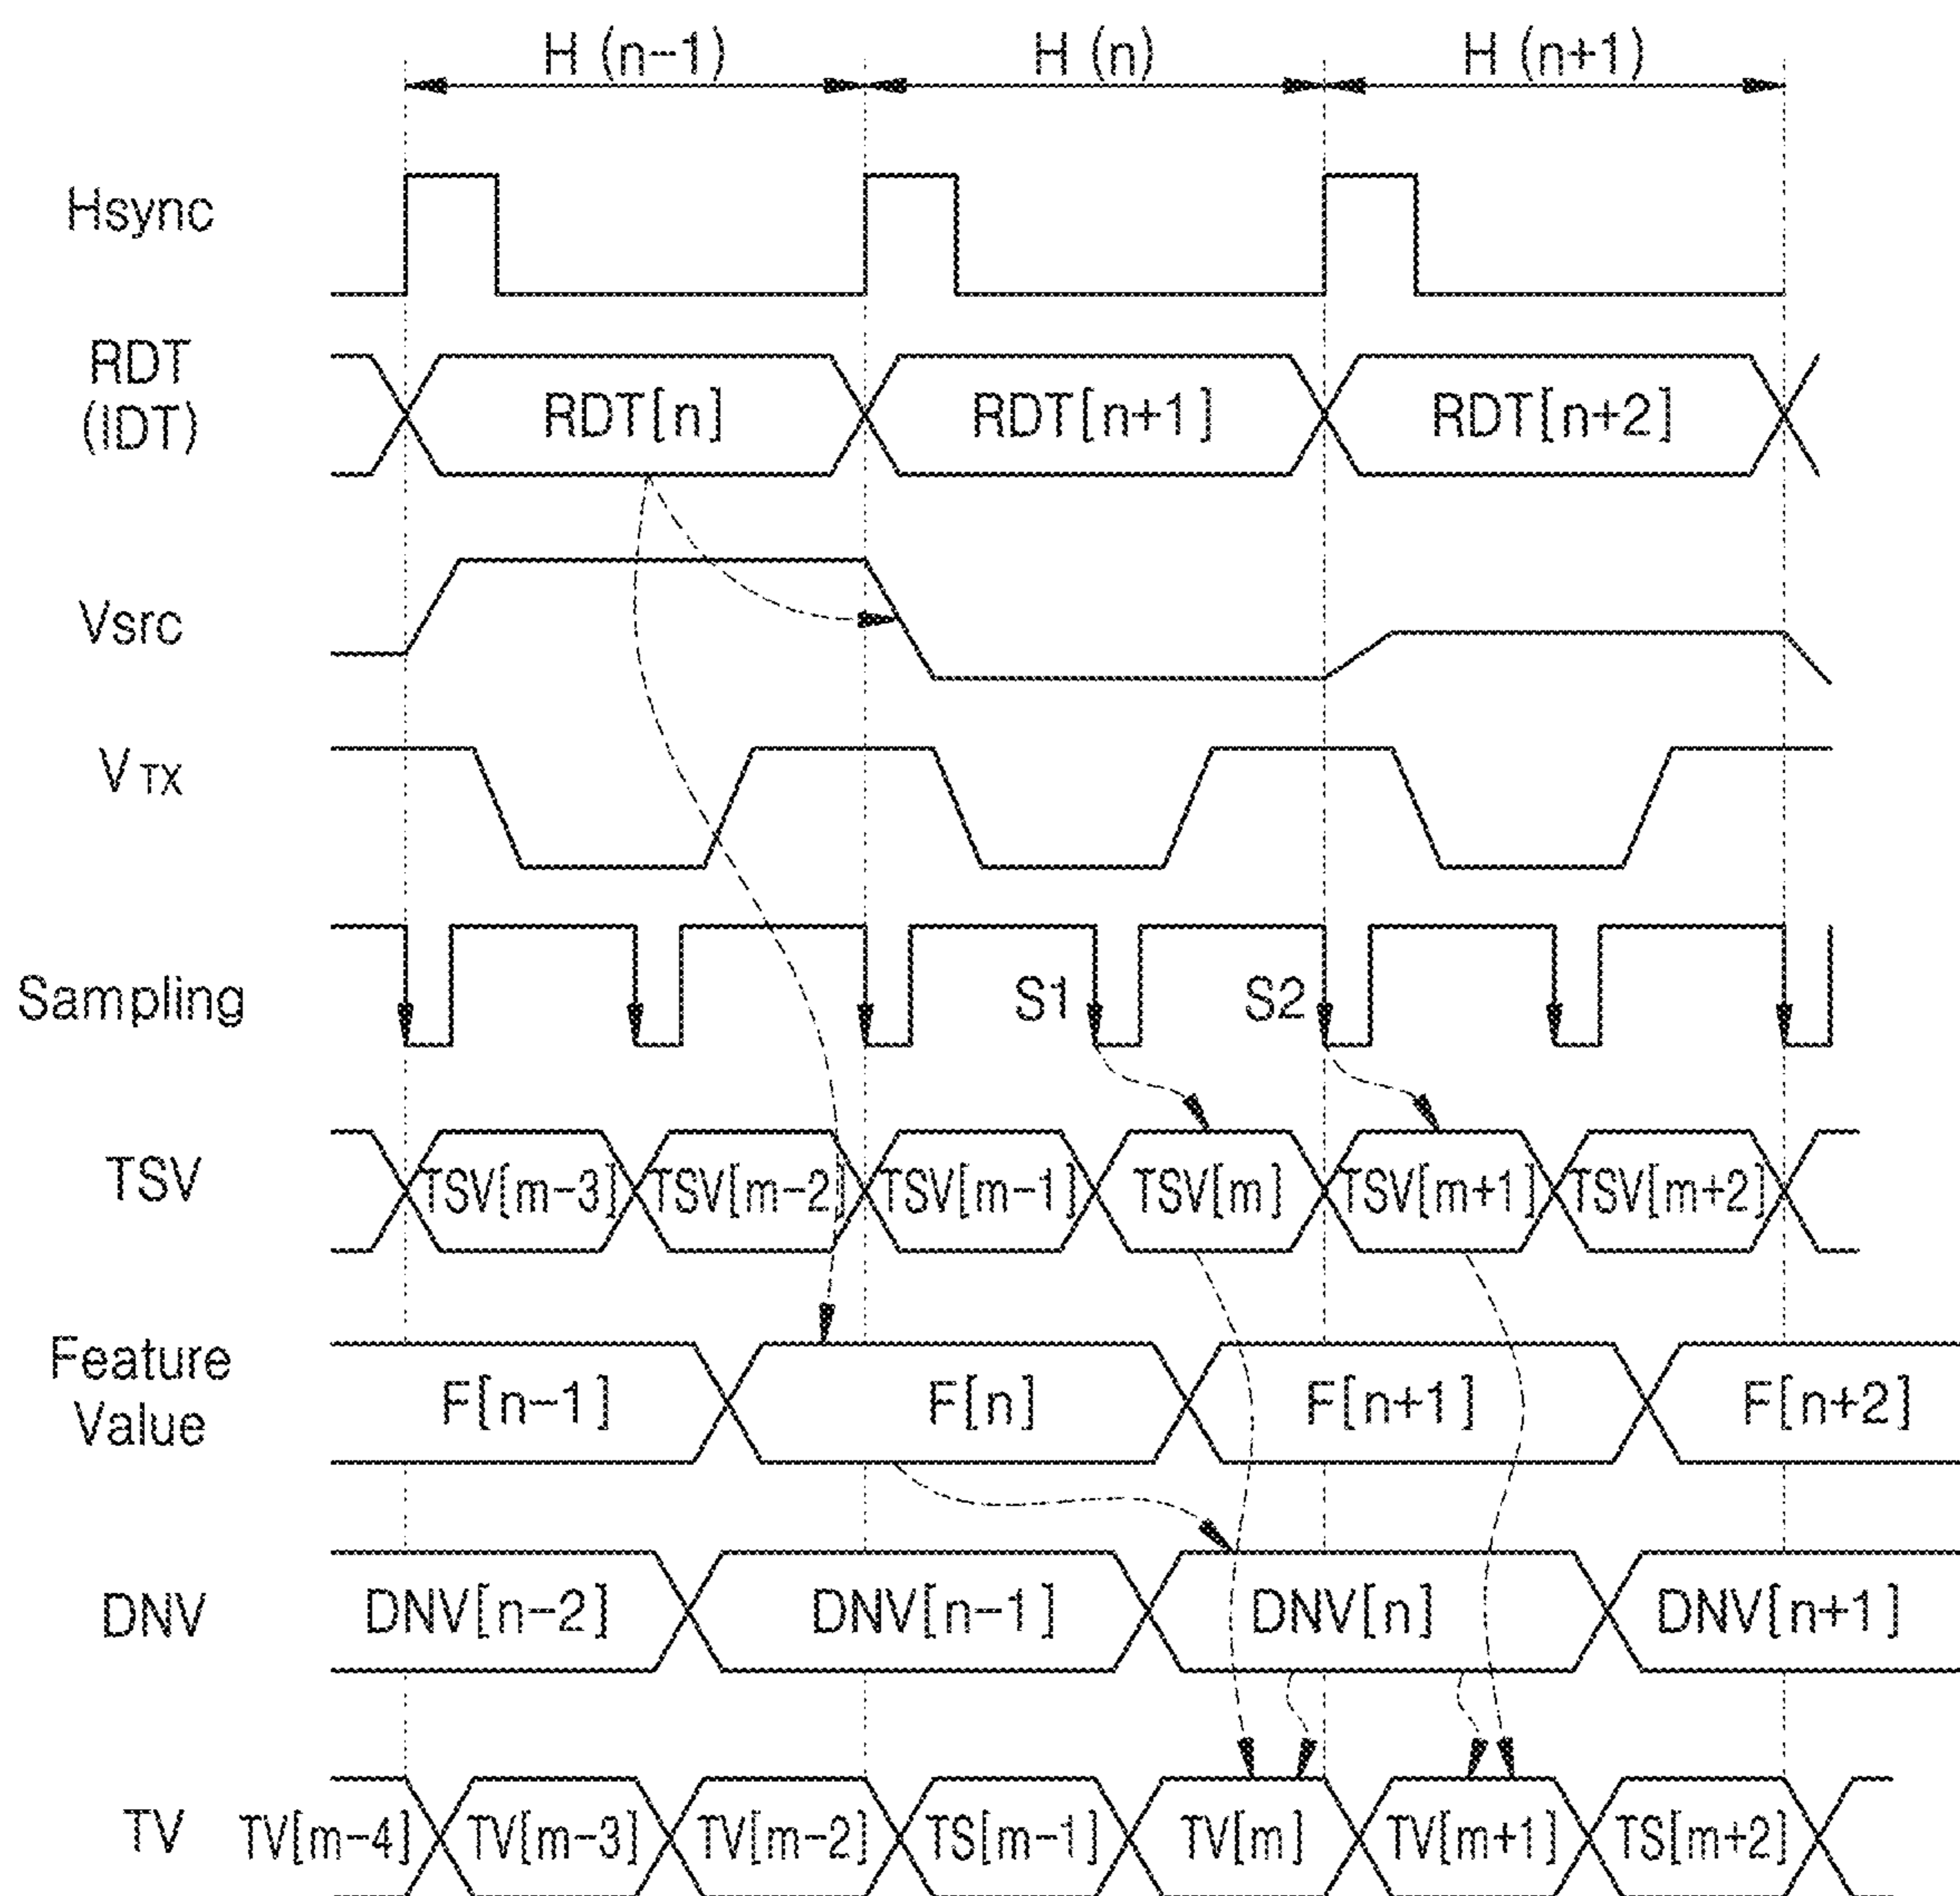 H (n-1) H (n) H (n+1)
Hsync
RDT
(IDT)
RDT[n] RDT[n+1] RDT[n+2]
Vsrc
VTX
Sampling S1 S2
TSV TSV[m-3] TSV[m-2] TSV[m-1] TSV[m] TSV[m+1] TSV[m+2]
Feature
Value
F[n-1] F[n] F[n+1] F[n+2]
DNV DNV[n-2] DNV[n-1] DNV[n] DNV[n+1]
TV TV[m-4] TV[m-3] TV[m-2] TS[m-1] TV[m] TV[m+1] TS[m+2]